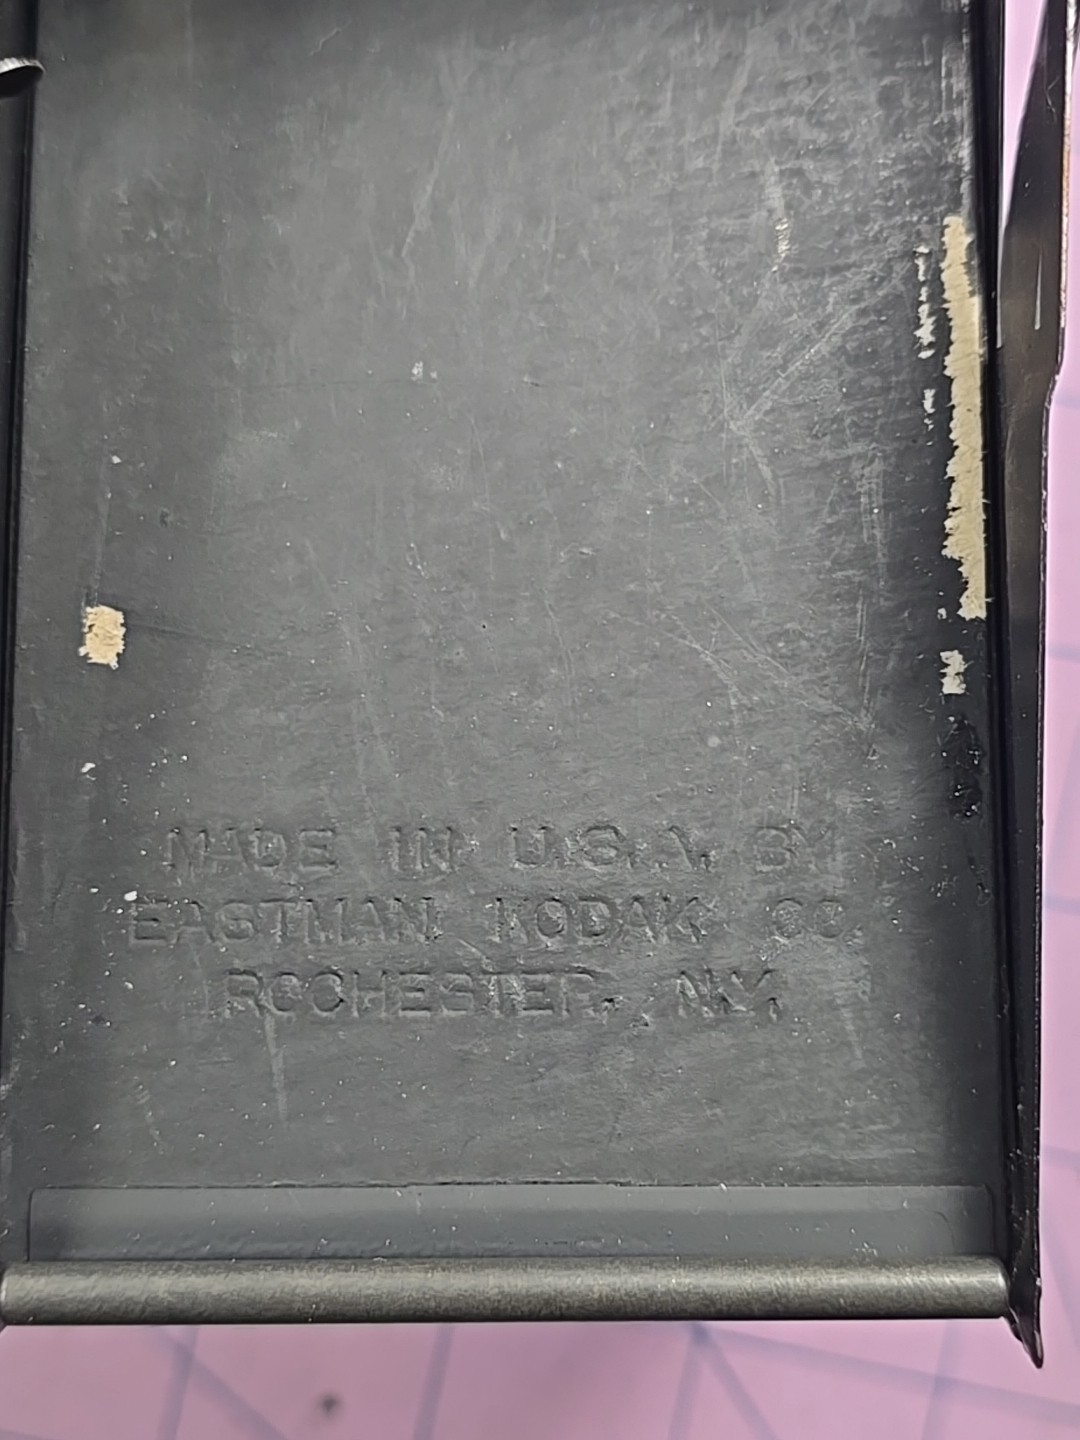 MADE IN U.S.A. BY
EASTMAN KODAK CO.
ROCHESTER, N.Y.